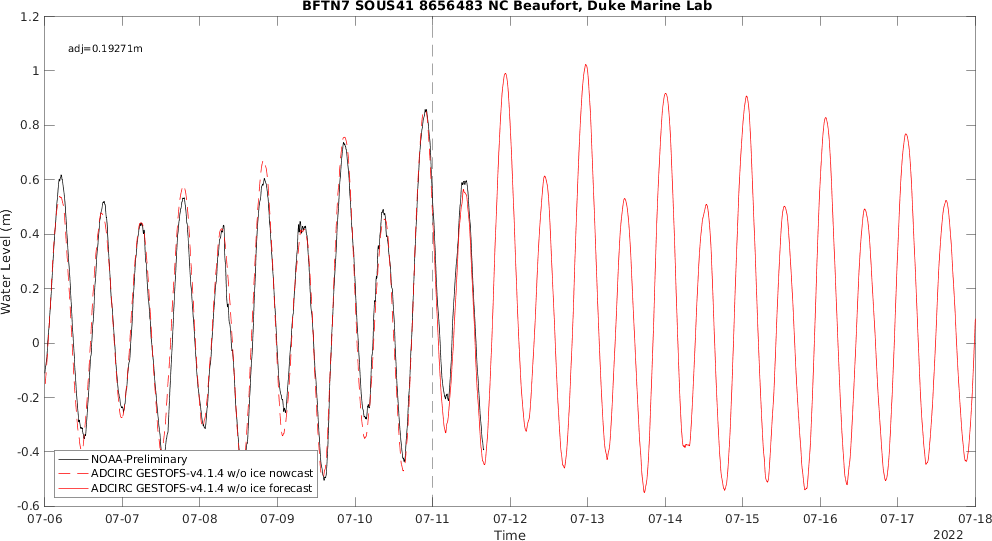 BFTN7 SOUS41 8656483 NC Beaufort, Duke Marine Lab
adj=0.19271m
Water Level (m)
1.2
1
0.8
0.6
0.4
0.2
0
-0.2
-0.4
-0.6
NOAA-Preliminary
ADCIRC GESTOFS-v4.1.4 w/o ice nowcast
ADCIRC GESTOFS-v4.1.4 w/o ice forecast
07-06 07-07 07-08 07-09 07-10 07-11 07-12 07-13 07-14 07-15 07-16 07-17 07-18
Time
2022